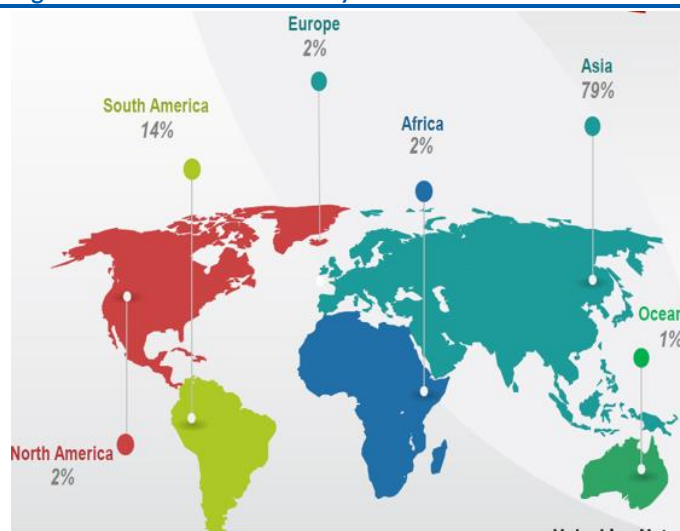 Europe
2%
Asia
79%
South America
14%
Africa
2%
Ocean
1%
North America
2%